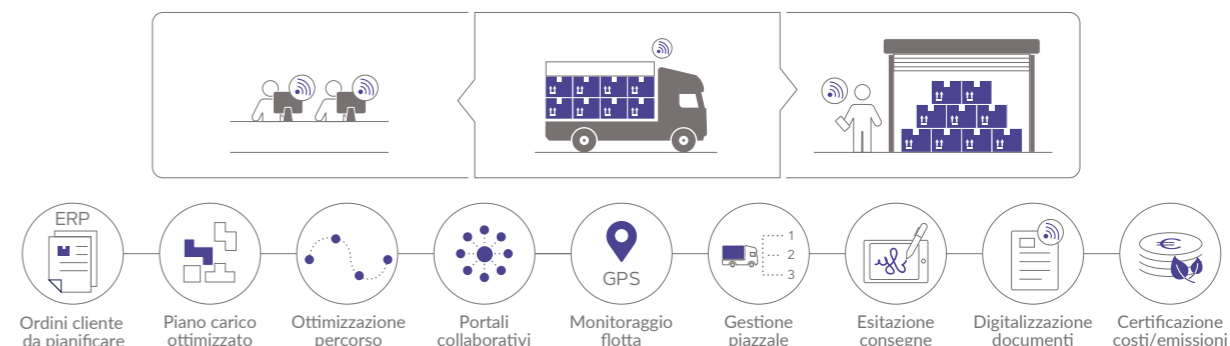 ERP
GPS
1
2
3
€
Ordini cliente
da pianificare
Piano carico
ottimizzato
Ottimizzazione
percorso
Portali
collaborativi
Monitoraggio
flotta
Gestione
piazzale
Esitazione
consegne
Digitalizzazione
documenti
Certificazione
costi/emissioni